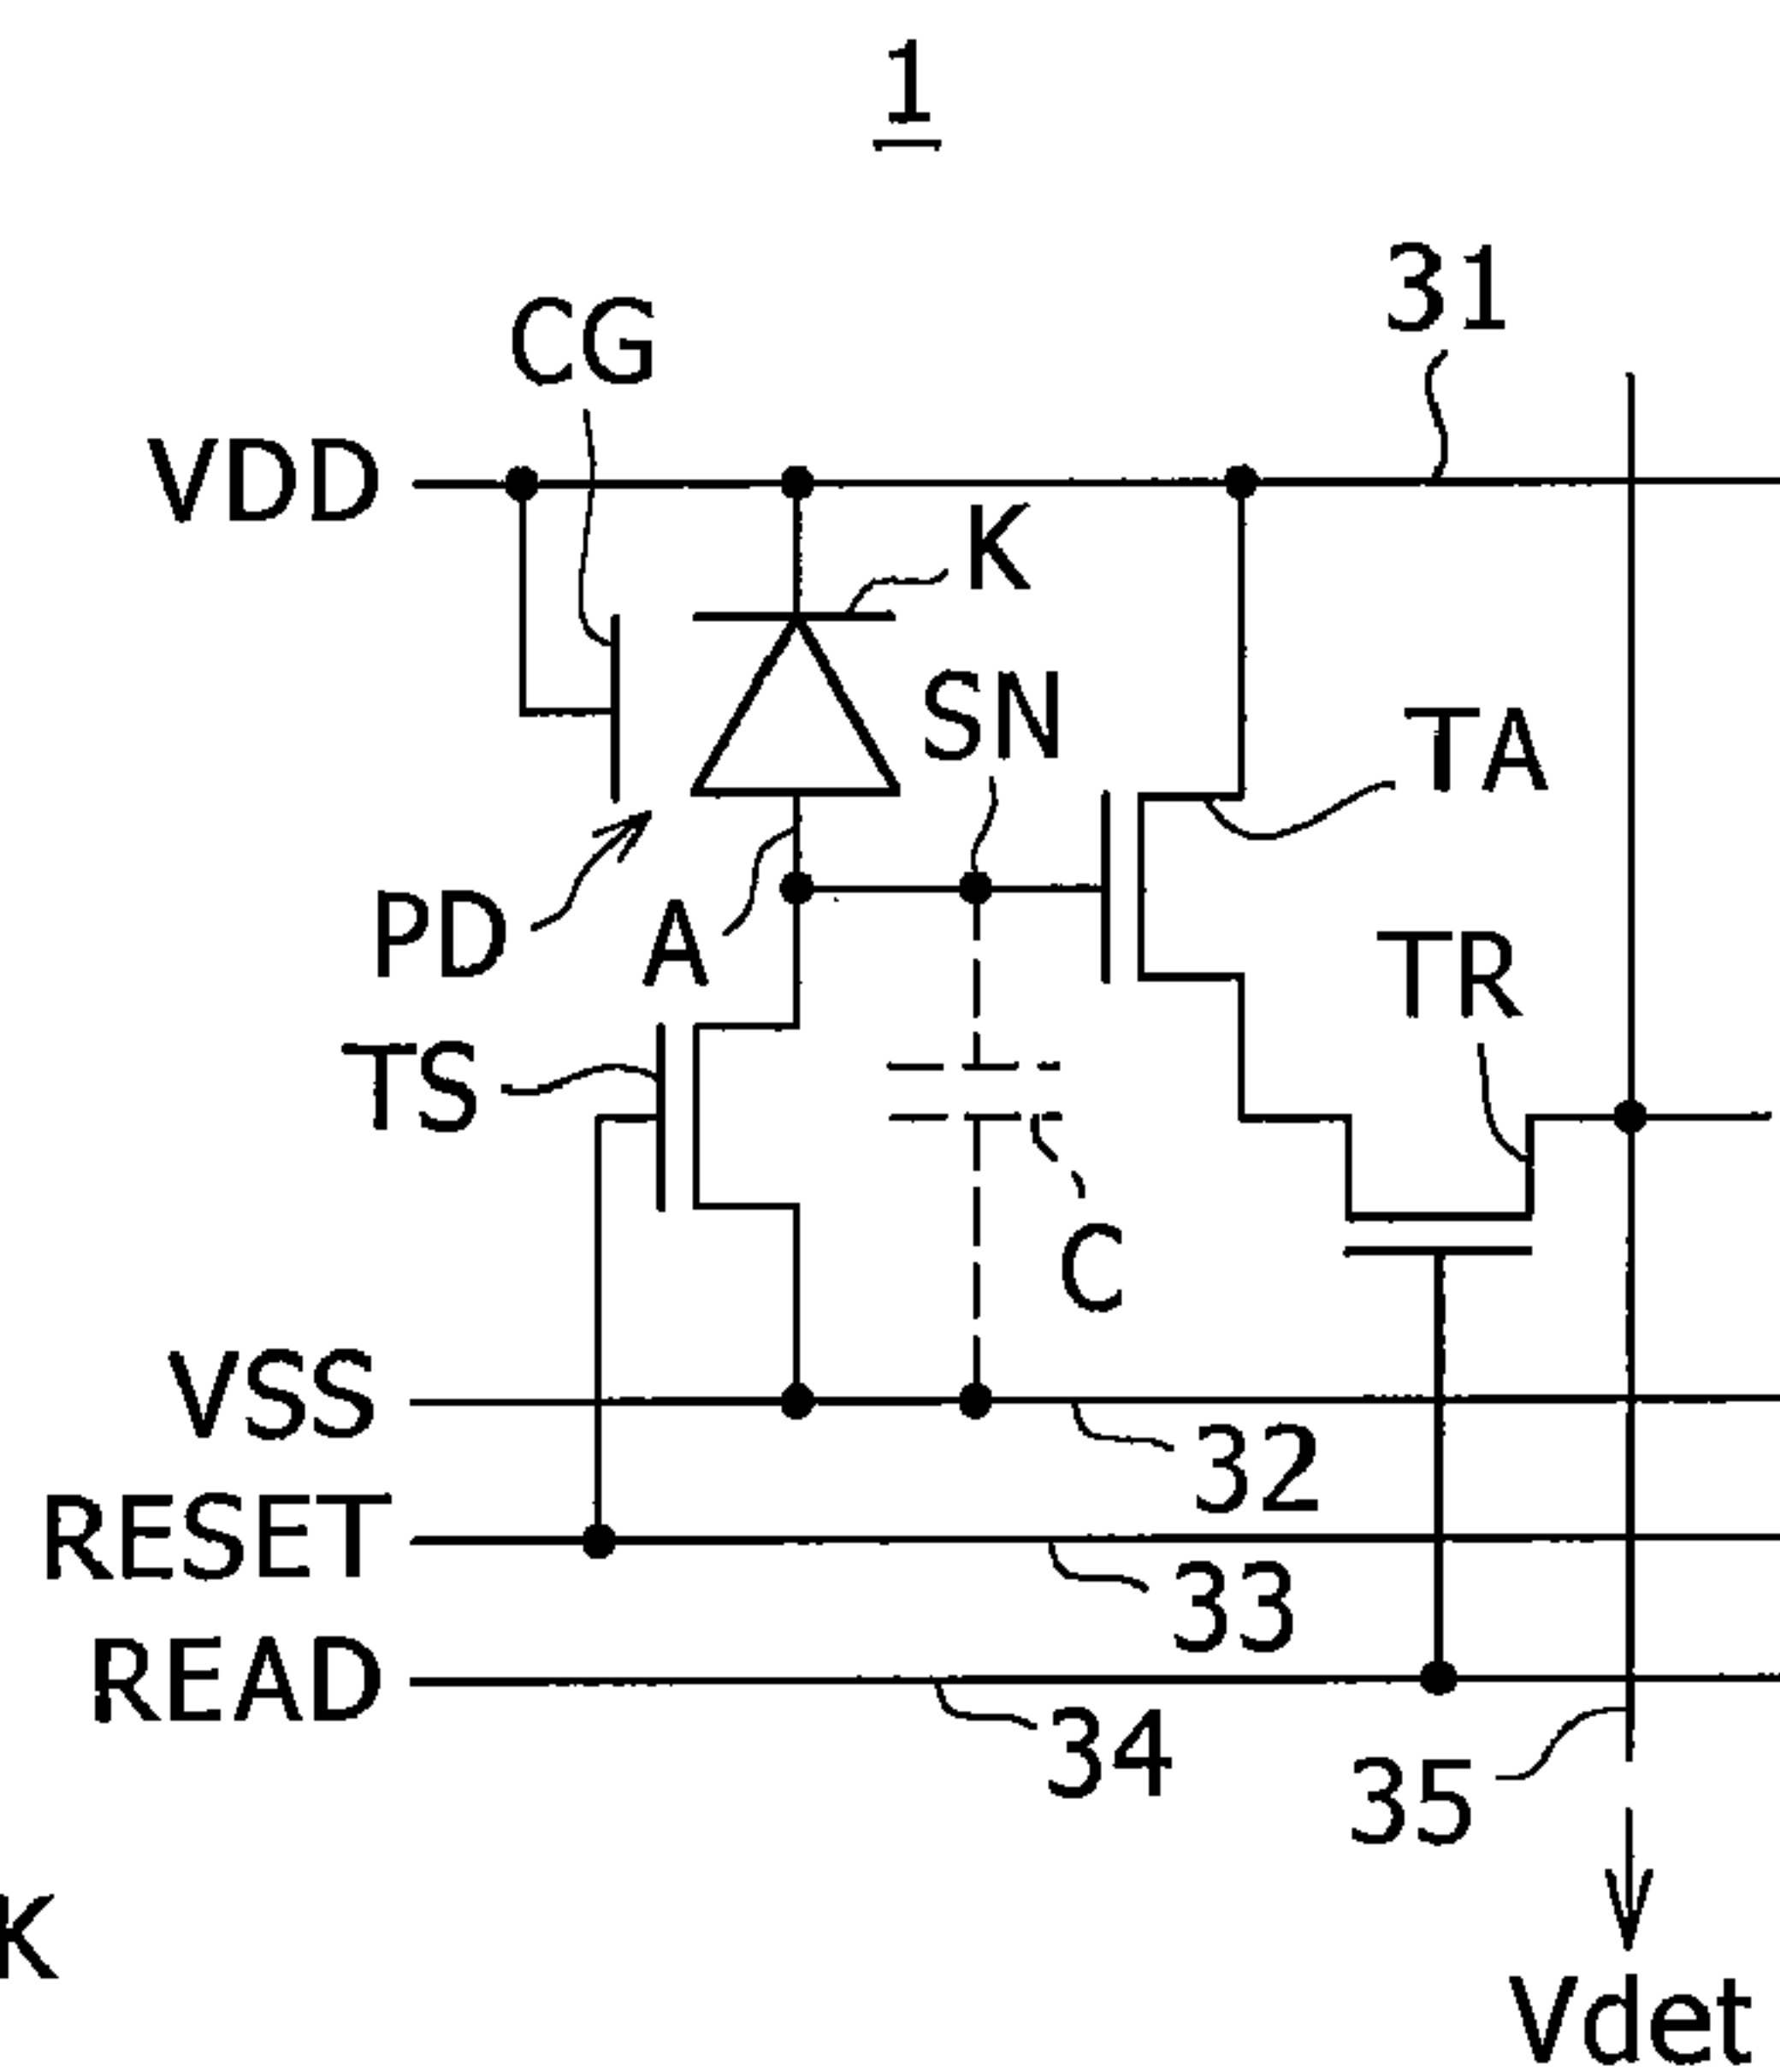 1
31
CG
VDD
K
SN
TA
PD
A
TR
TS
C
VSS
32
RESET
33
READ
34
35
K
Vdet